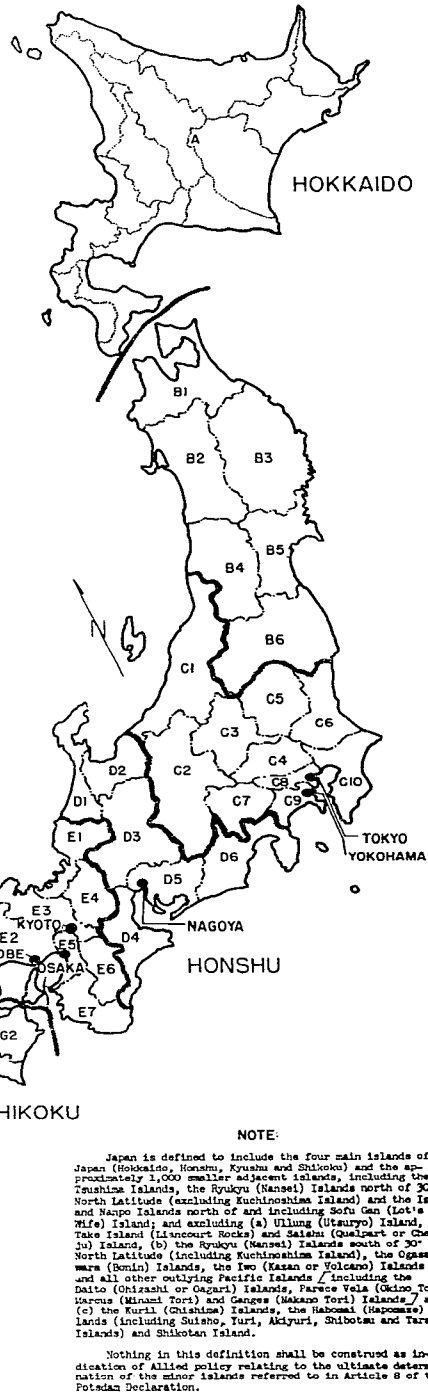 A
HOKKAIDO
B1
B2
B3
B4
B5
N
B6
C1
C5
C6
C3
C4
D2
C2
C8
C10
D1
C7
C9
E1
D3
TOKYO
YOKOHAMA
D6
D5
E4
E3
NAGOYA
KYOTO
D4
E2
E5
OBE
OSAKA
E6
HONSHU
E7
G2
HIKOKU
NOTE:
Japan is defined to include the four main islands of
Japan (Hokkaido, Honshu, Kyushu and Shikoku) and the ap-
proximately 1,000 smaller adjacent islands, including the
Tsushima Islands, the Ryukyu (Nansei) Islands north of 30
North Latitude (excluding Kuchinoshima Island) and the Is
and Nanpo Islands north of and including Sofu Gan (Lot's
Wife) Island; and excluding (a) Ullung (Utsuryo) Island,
Take Island (Liancourt Rocks) and Saishu (Quelpart or Che
ju) Island, (b) the Ryukyu (Nansei) Islands south of 30°
North Latitude (including Kuchinoshima Island), the Ogasa
wara (Bonin) Islands, the Iwo (Kazan or Volcano) Islands
and all other outlying Pacific Islands [including the
Daito (Ohigashi or Oagari) Islands, Parece Vela (Okino To
Marcus (Minami Tori) and Ganges (Nakano Tori) Islands] a
(c) the Kuril (Chishima) Islands, the Habomai (Hapomaze)
lands (including Suisho, Yuri, Akiyuri, Shibotsu and Tara
Islands) and Shikotan Island.
Nothing in this definition shall be construed as in-
dication of Allied policy relating to the ultimate determ
nation of the minor islands referred to in Article 8 of t
Potsdam Declaration.